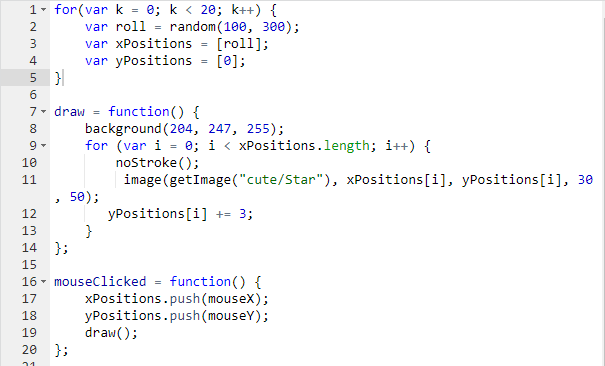 1 for(var k = 0; k < 20; k++) {
2 var roll = random(100, 300);
3 var xPositions = [roll];
4 var yPositions = [0];
5 }
6
7 draw = function() {
8 background(204, 247, 255);
9 for (var i = 0; i < xPositions.length; i++) {
10 noStroke();
11 image(getImage("cute/Star"), xPositions[i], yPositions[i], 30
, 50);
12 yPositions[i] += 3;
13 }
14 };
15
16 mouseClicked = function() {
17 xPositions.push(mouseX);
18 yPositions.push(mouseY);
19 draw();
20 };